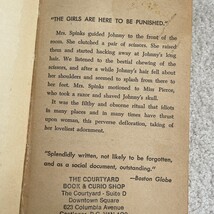 "THE GIRLS ARE HERE TO BE PUNISHED."
Mrs. Spinks guided Johnny to the front of the
room. She clutched a pair of scissors. She raised
them and started hacking away at Johnny's long
hair. We listened to the bestial chewing of the
scissors, and after a while Johnny's hair fell about
her shoulders and seemed to splash from there to
her feet. Mrs. Spinks motioned to Miss Pierce,
who took a razor and shaved Johnny's skull.
It was the filthy and obscene ritual that idiots
in many times and in many places have thrust
upon woman, the perverse delineation, taking of
her loveliest adornment.
"Splendidly written, not likely to be forgotten,
and as a social document, outstanding."
—Boston Globe
THE COURTYARD
BOOK & CURIO SHOP
The Courtyard - Suite D
Downtown Square
623 Columbia Avenue